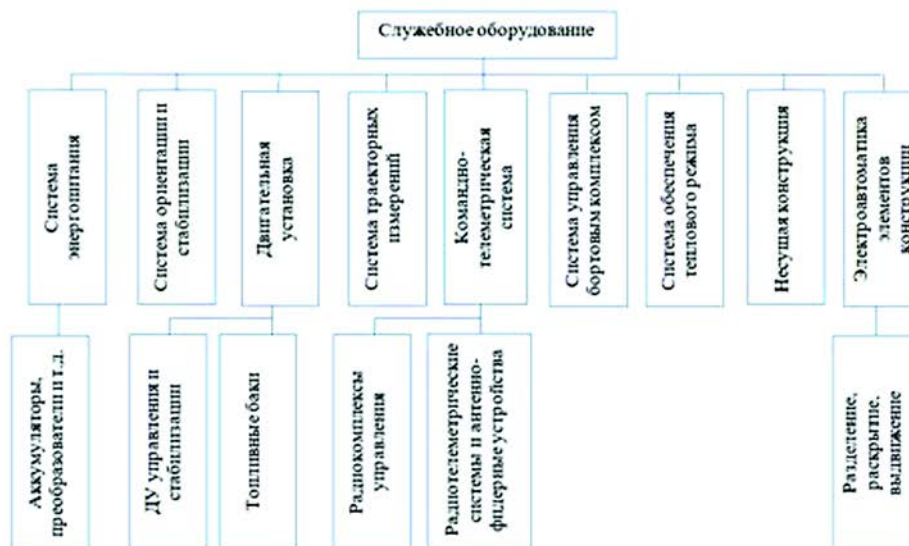 Служебное оборудование
Система
энергопитания
Система ориентации и
стабилизации
Двигательная
установка
Система траекторных
измерений
Командно-
телеметрическая
система
Система управления
бортовым комплексом
Система обеспечения
теплового режима
Несущая конструкция
Электроавтоматика
элементов
конструкции
Аккумуляторы,
преобразователи и т.д.
ДУ управления и
стабилизации
Топливные баки
Радиокомплексы
управления
Радиотелеметрические
системы и антенно-
фидерные устройства
Разделение,
раскрытие,
выдвижение